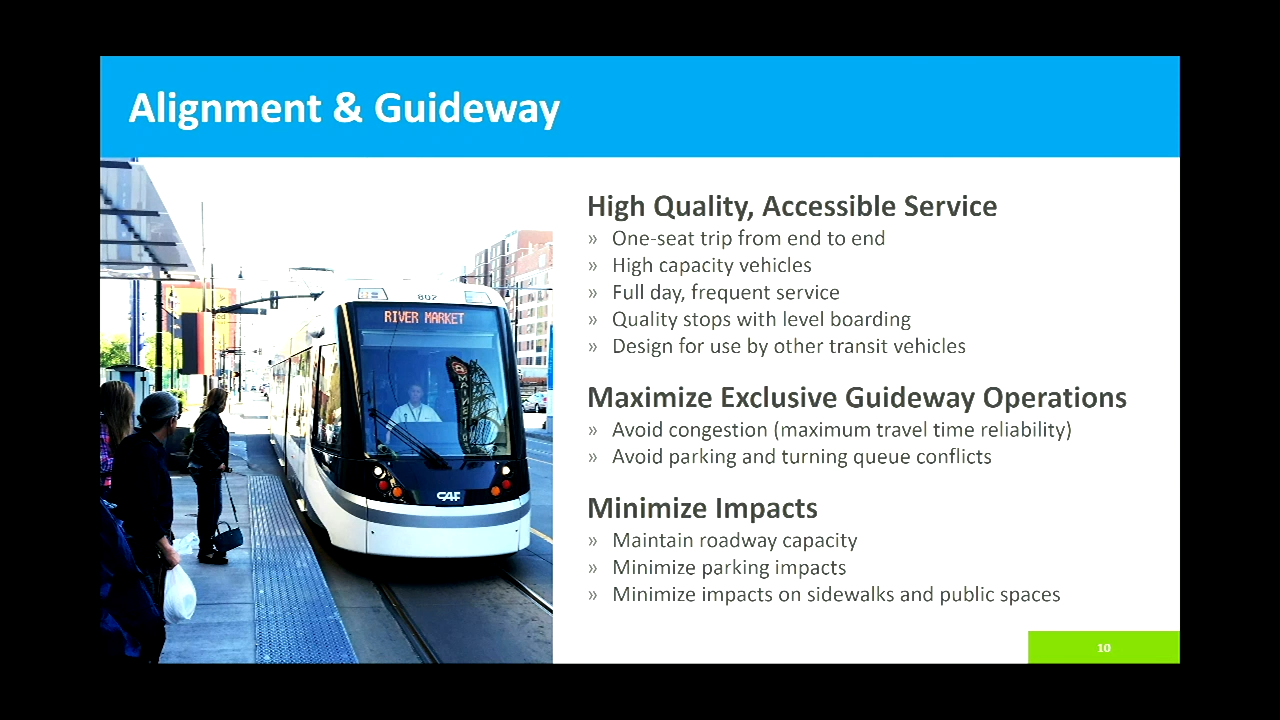 Alignment & Guideway
High Quality, Accessible Service
» One-seat trip from end to end
» High capacity vehicles
» Full day, frequent service
» Quality stops with level boarding
» Design for use by other transit vehicles
Maximize Exclusive Guideway Operations
» Avoid congestion (maximum travel time reliability)
» Avoid parking and turning queue conflicts
Minimize Impacts
» Maintain roadway capacity
» Minimize parking impacts
» Minimize impacts on sidewalks and public spaces
802
RIVER MARKET
CAF
10